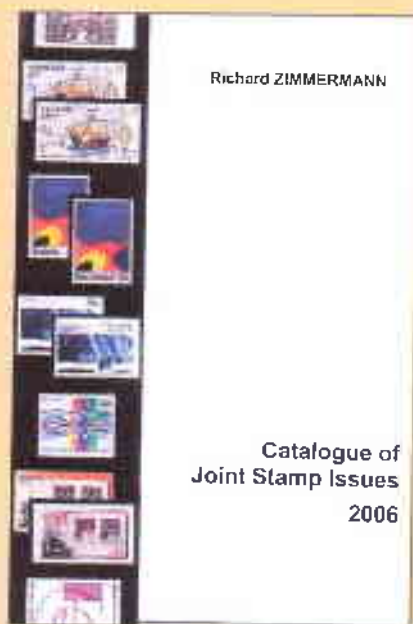 Richard ZIMMERMANN
Catalogue of
Joint Stamp Issues
2006